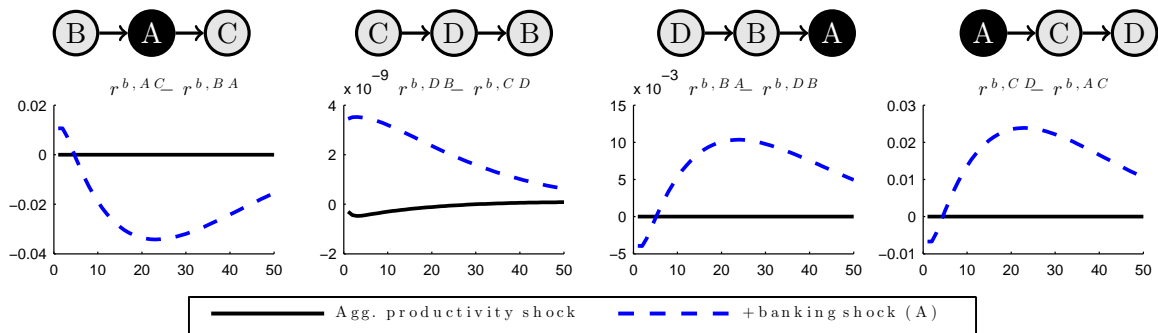 B A C
C D B
D B A
A C D
r^{b,AC} − r^{b,BA}
x 10^{−9} r^{b,DB} − r^{b,CD}
x 10^{−3} r^{b,BA} − r^{b,DB}
r^{b,CD} − r^{b,AC}
0.02
0
−0.02
−0.04
0 10 20 30 40 50
4
2
0
−2
0 10 20 30 40 50
15
10
5
0
−5
0 10 20 30 40 50
0.03
0.02
0.01
0
−0.01
0 10 20 30 40 50
Agg. productivity shock +banking shock (A)